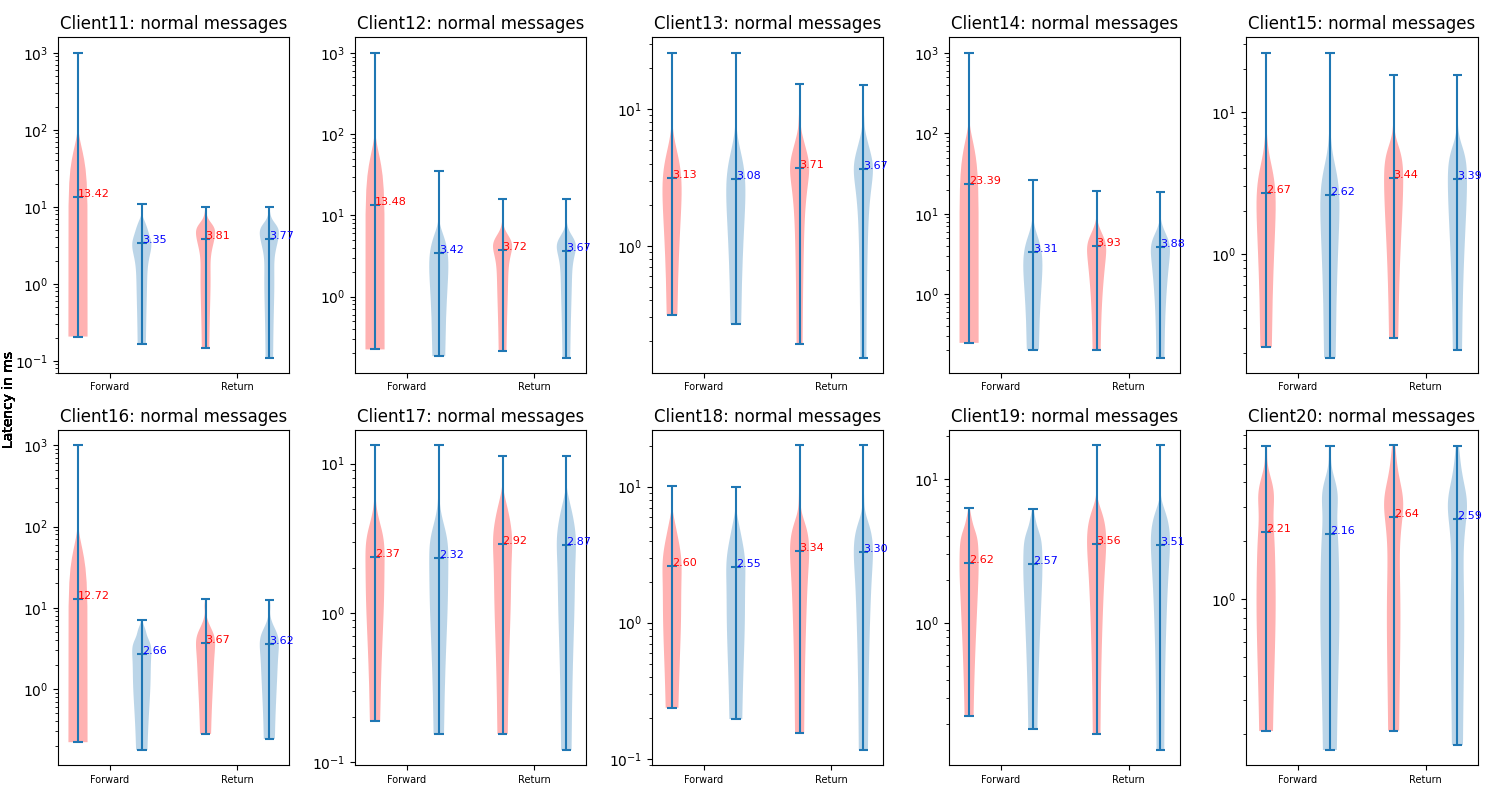 Client11: normal messages
Client12: normal messages
Client13: normal messages
Client14: normal messages
Client15: normal messages
10³
10²
10¹
10⁰
10⁻¹
13.42
3.35
3.81
3.77
Forward
Return
10³
10²
10¹
10⁰
13.48
3.42
3.72
3.67
Forward
Return
10¹
10⁰
3.13
3.08
3.71
3.67
Forward
Return
10³
10²
10¹
10⁰
23.39
3.31
3.93
3.88
Forward
Return
10¹
10⁰
2.67
2.62
3.44
3.39
Forward
Return
Latency in ms
Client16: normal messages
Client17: normal messages
Client18: normal messages
Client19: normal messages
Client20: normal messages
10³
10²
10¹
10⁰
12.72
2.66
3.67
3.62
Forward
Return
10¹
10⁰
10⁻¹
2.37
2.32
2.92
2.87
Forward
Return
10¹
10⁰
10⁻¹
2.60
2.55
3.34
3.30
Forward
Return
10¹
10⁰
2.62
2.57
3.56
3.51
Forward
Return
10⁰
2.21
2.16
2.64
2.59
Forward
Return